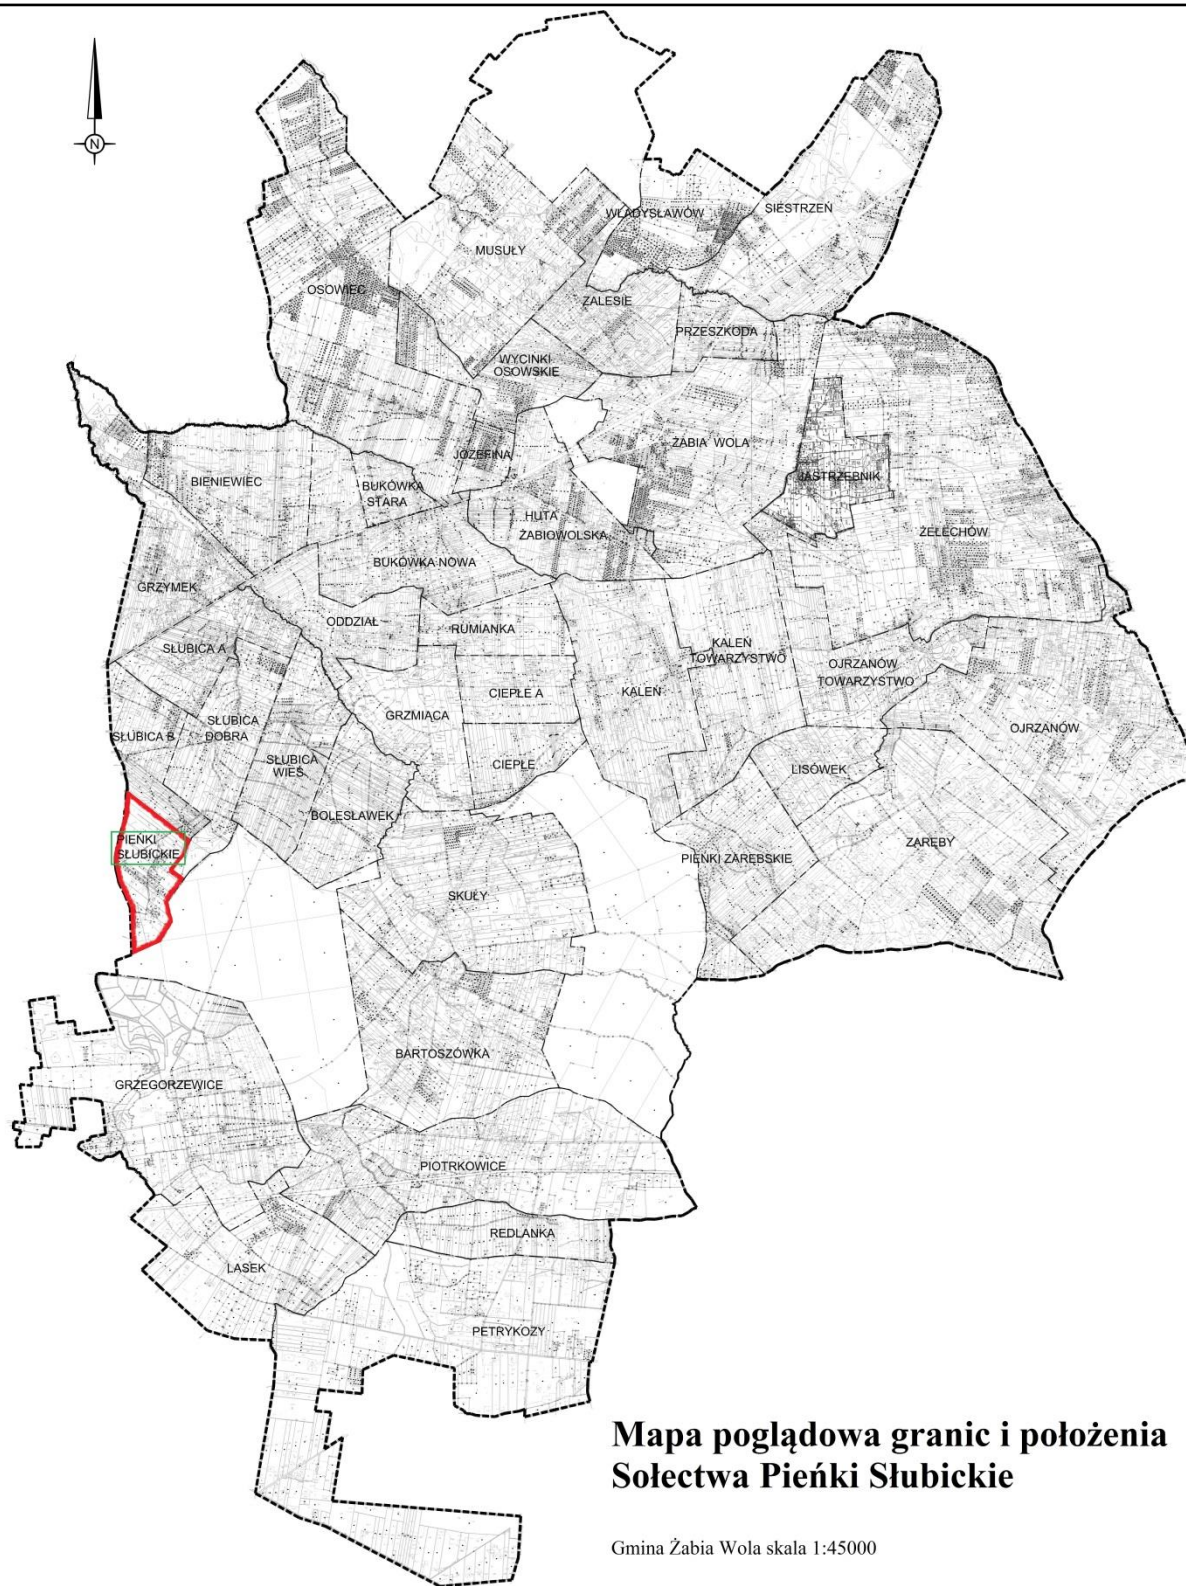 N
WŁADYSŁAWÓW
SIESTRZEŃ
MUSUŁY
OSOWIEC
ZALESIE
PRZESZKODA
WYCINKI
OSOWSKIE
ŻABIA WOLA
JÓZEFINA
JASTRZĘBNIK
BIENIEWIEC
BUKÓWKA
STARA
HUTA
ŻABIOWOLSKA
ŻELECHÓW
BUKÓWKA NOWA
GRZYMEK
ODDZIAŁ
RUMIANKA
SŁUBICA A
KALEŃ
TOWARZYSTWO
OJRZANÓW
TOWARZYSTWO
CIEPŁE A
KALEŃ
GRZMIĄCA
SŁUBICA
DOBRA
SŁUBICA B
OJRZANÓW
SŁUBICA
WIEŚ
CIEPŁE
LISÓWEK
BOLESŁAWEK
PIEŃKI
SŁUBICKIE
PIEŃKI ZARĘBSKIE
ZARĘBY
SKUŁY
BARTOSZÓWKA
GRZEGORZEWICE
PIOTRKOWICE
REDLANKA
LASEK
PETRYKOZY
Mapa poglądowa granic i położenia
Sołectwa Pieńki Słubickie
Gmina Żabia Wola skala 1:45000